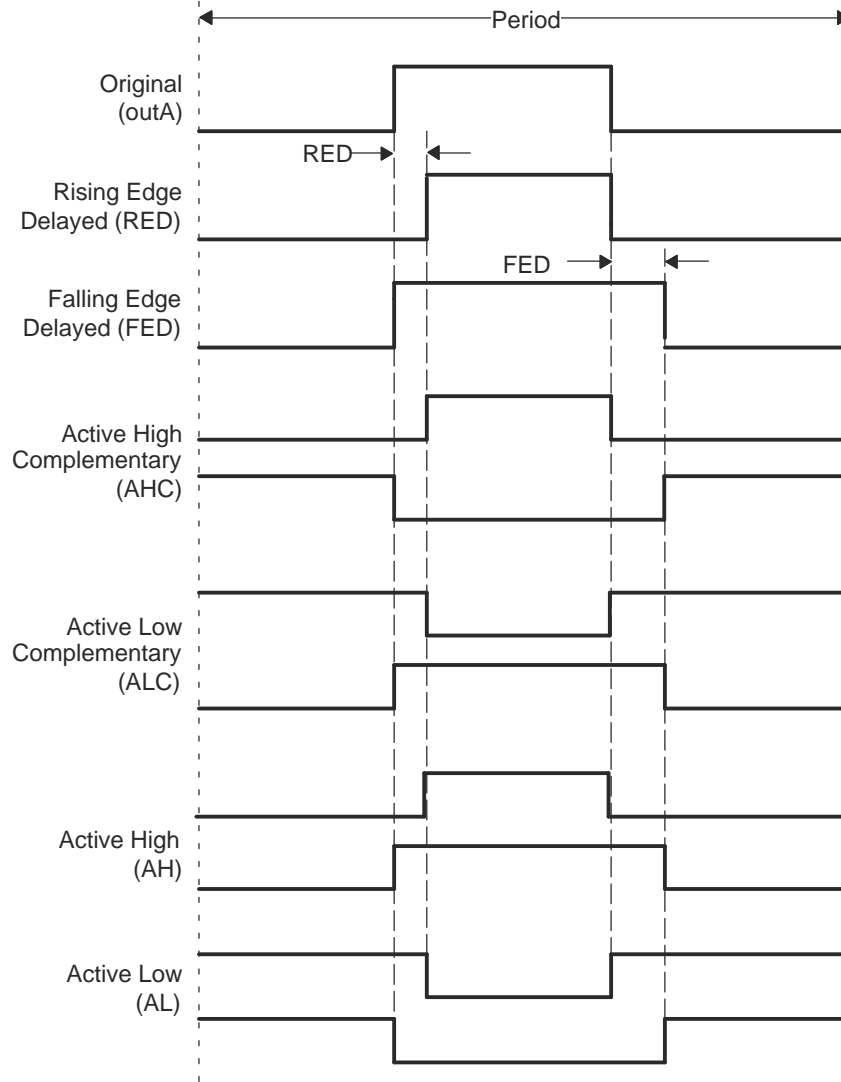 Period
Original
(outA)
RED
Rising Edge
Delayed (RED)
FED
Falling Edge
Delayed (FED)
Active High
Complementary
(AHC)
Active Low
Complementary
(ALC)
Active High
(AH)
Active Low
(AL)